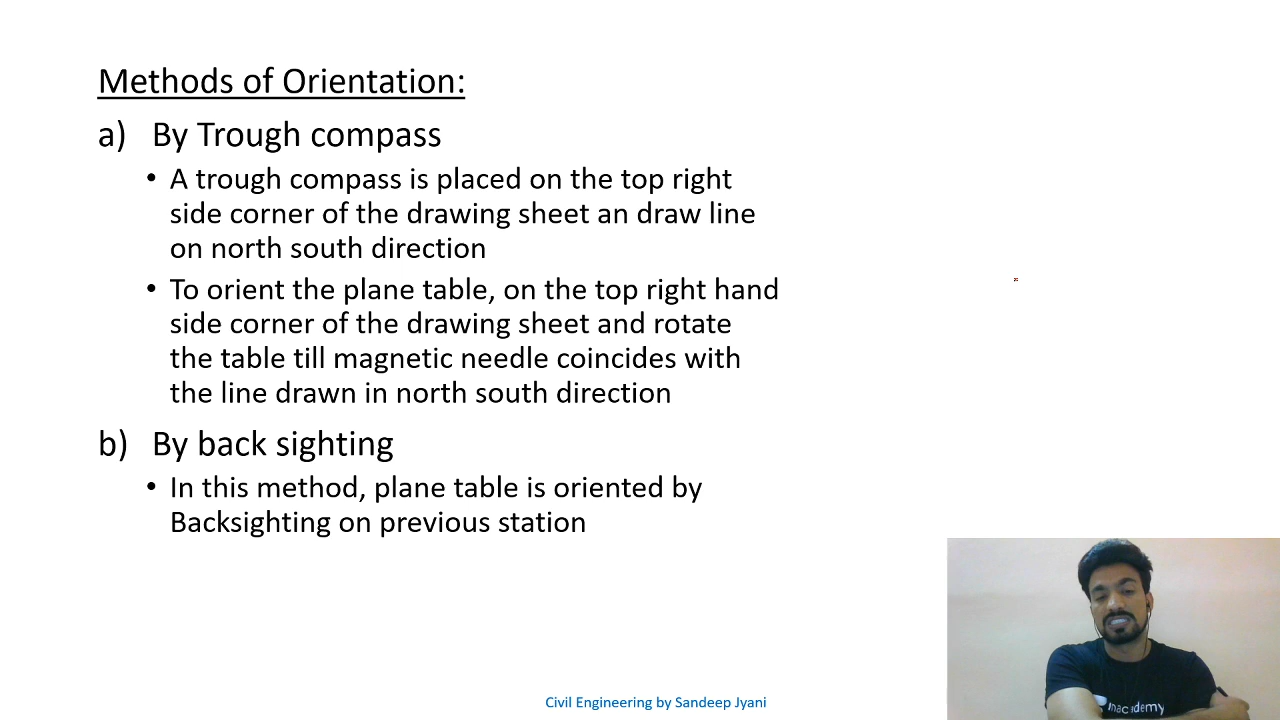 Methods of Orientation:
a) By Trough compass
• A trough compass is placed on the top right
side corner of the drawing sheet an draw line
on north south direction
• To orient the plane table, on the top right hand
side corner of the drawing sheet and rotate
the table till magnetic needle coincides with
the line drawn in north south direction
b) By back sighting
• In this method, plane table is oriented by
Backsighting on previous station
nacademy
Civil Engineering by Sandeep Jyani